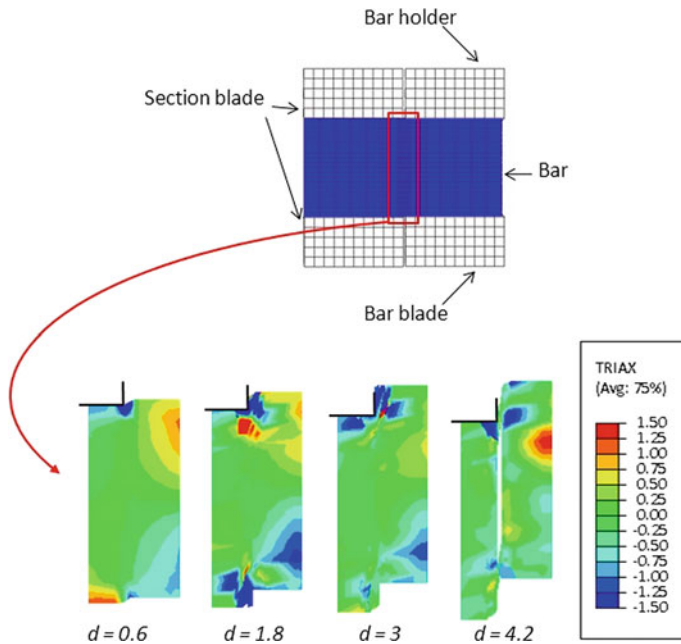 Bar holder
Section blade
Bar
Bar blade
TRIAX
(Avg: 75%)
1.50
1.25
1.00
0.75
0.50
0.25
0.00
-0.25
-0.50
-0.75
-1.00
-1.25
-1.50
d = 0.6
d = 1.8
d = 3
d = 4.2